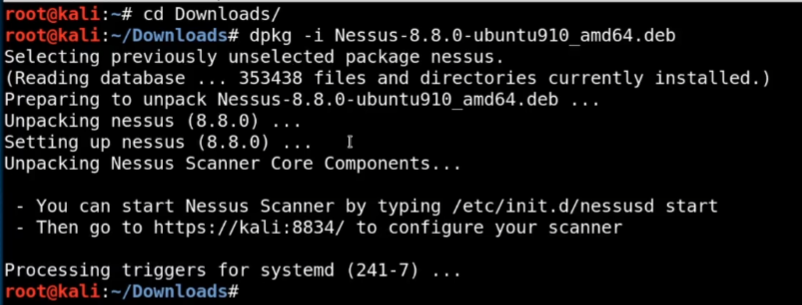 root@kali:~# cd Downloads/
root@kali:~/Downloads# dpkg -i Nessus-8.8.0-ubuntu910_amd64.deb
Selecting previously unselected package nessus.
(Reading database ... 353438 files and directories currently installed.)
Preparing to unpack Nessus-8.8.0-ubuntu910_amd64.deb ...
Unpacking nessus (8.8.0) ...
Setting up nessus (8.8.0) ...
Unpacking Nessus Scanner Core Components...
- You can start Nessus Scanner by typing /etc/init.d/nessusd start
- Then go to https://kali:8834/ to configure your scanner
Processing triggers for systemd (241-7) ...
root@kali:~/Downloads#